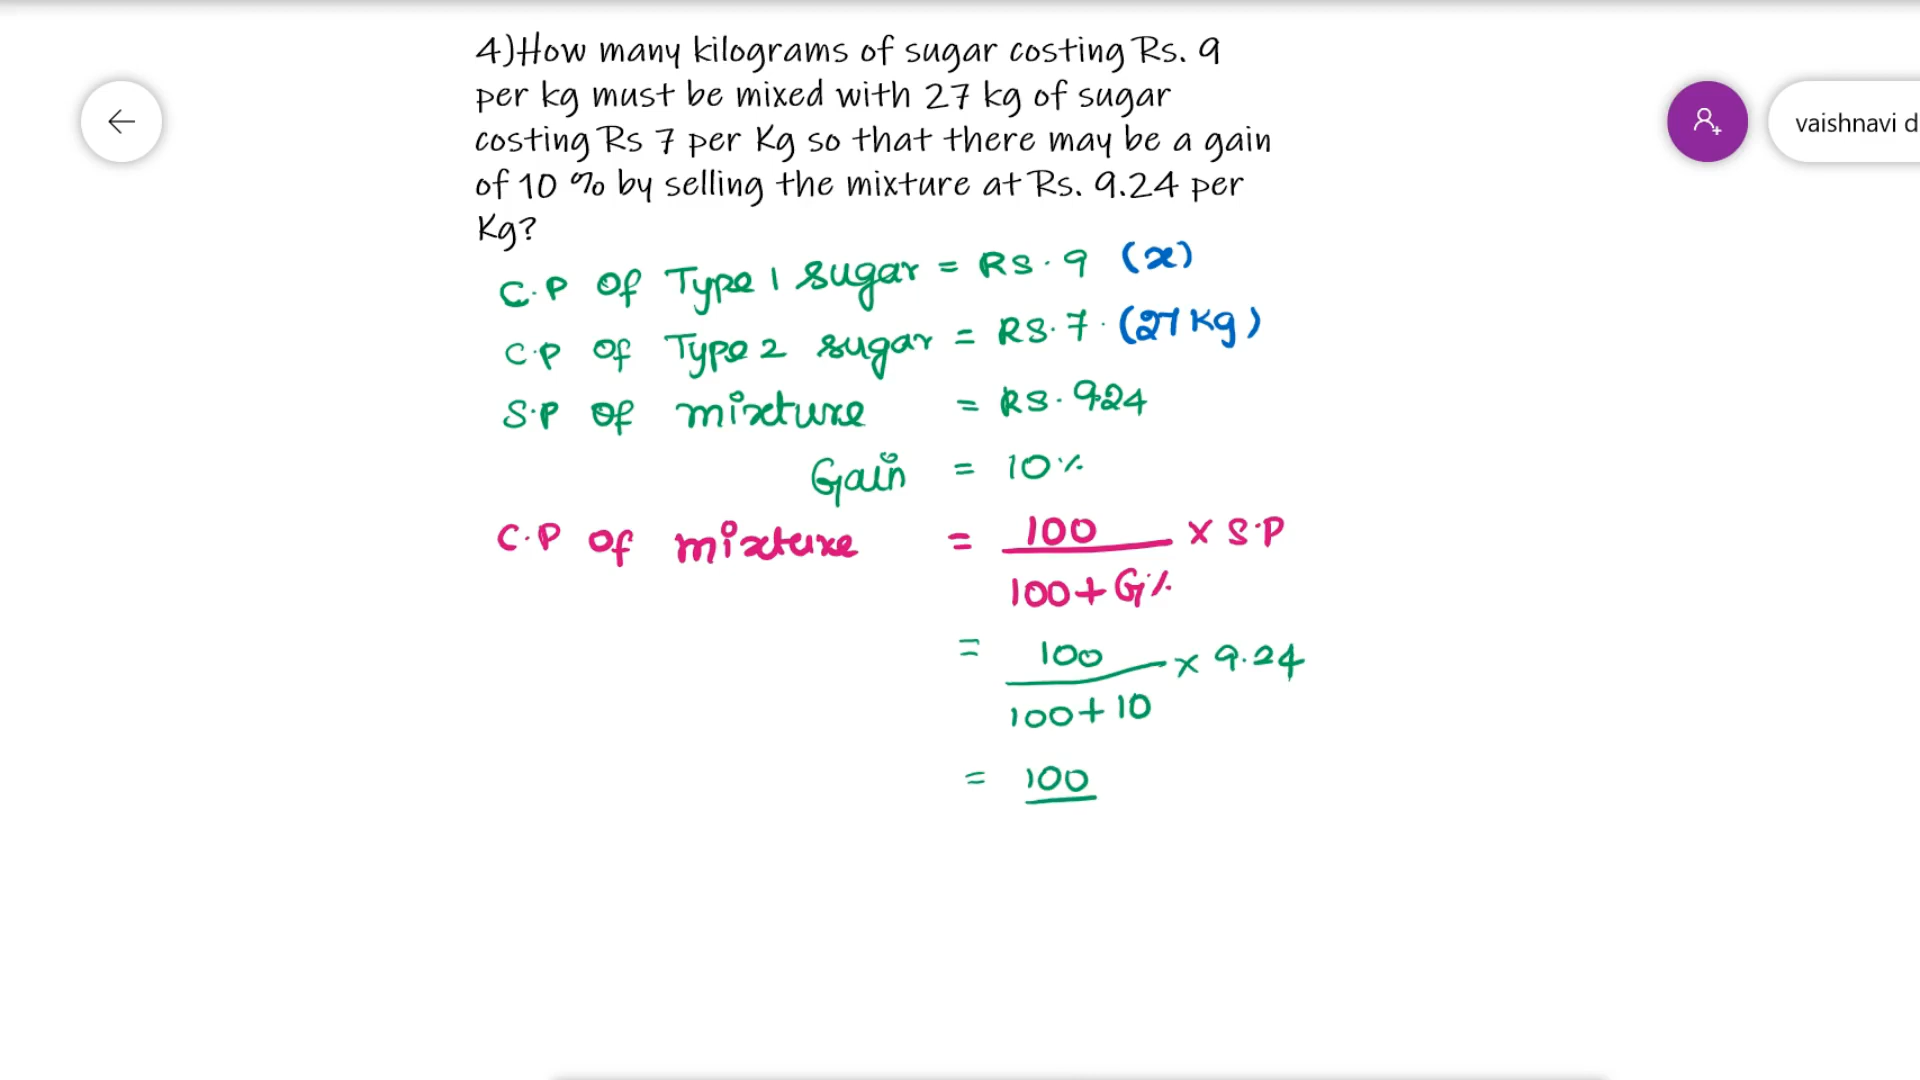 4)How many kilograms of sugar costing Rs. 9
per kg must be mixed with 27 kg of sugar
costing Rs 7 per Kg so that there may be a gain
of 10 % by selling the mixture at Rs. 9.24 per
Kg?
vaishnavi d
C.P of Type 1 sugar = RS. 9 (x)
C.P of Type 2 sugar = RS. 7. (27 Kg)
S.P of mixture = RS. 9.24
Gain = 10%
C.P of mixture = 100 / 100 + G% × S.P
= 100 / 100 + 10 × 9.24
= 100